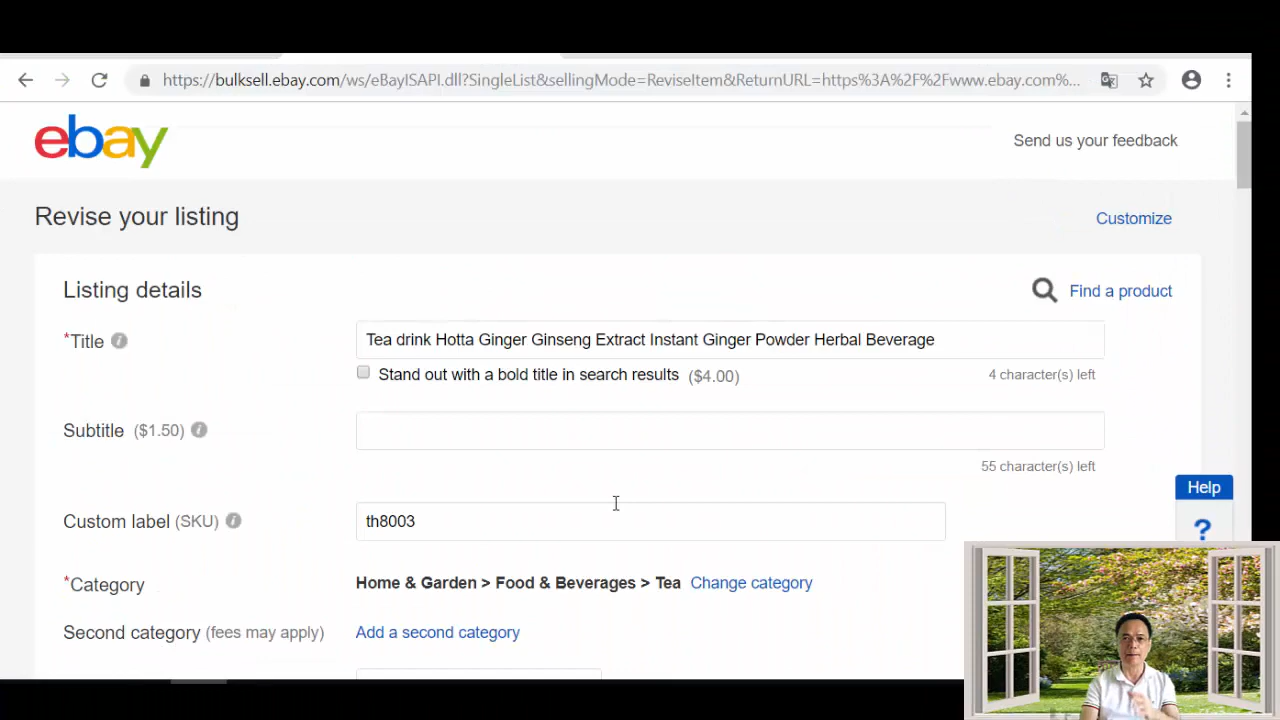 https://bulksell.ebay.com/ws/eBayISAPI.dll?SingleList&sellingMode=ReviseItem&ReturnURL=https%3A%2F%2Fwww.ebay.com%...
ebay
Send us your feedback
Revise your listing
Customize
Listing details
Find a product
*Title
Tea drink Hotta Ginger Ginseng Extract Instant Ginger Powder Herbal Beverage
Stand out with a bold title in search results ($4.00)
4 character(s) left
Subtitle ($1.50)
55 character(s) left
Help
?
Custom label (SKU)
th8003
*Category
Home & Garden > Food & Beverages > Tea Change category
Second category (fees may apply)
Add a second category